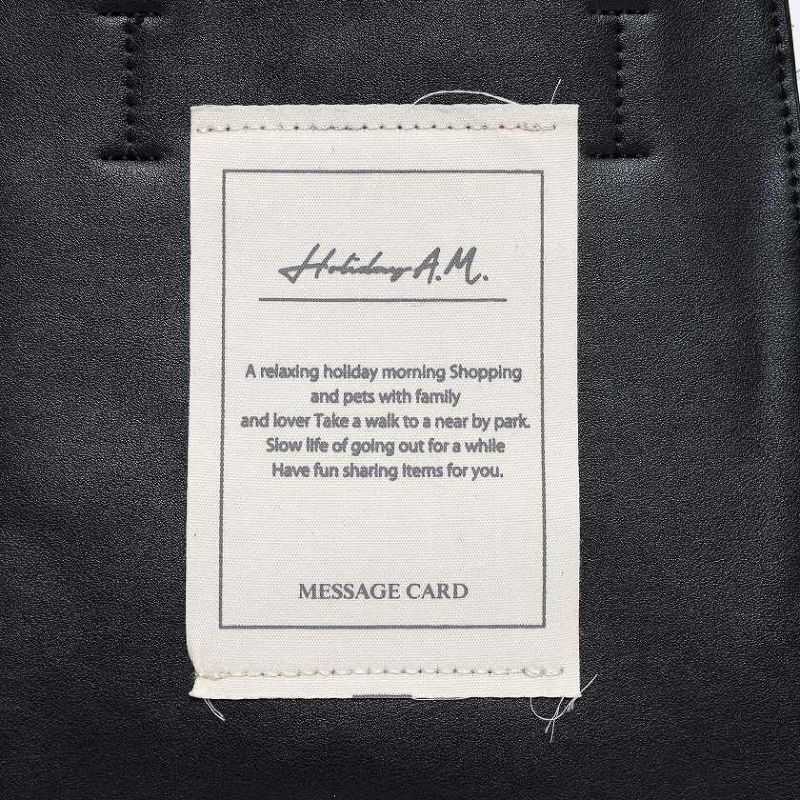 Holiday A.M.
A relaxing holiday morning Shopping
and pets with family
and lover Take a walk to a near by park.
Slow life of going out for a while
Have fun sharing items for you.
MESSAGE CARD